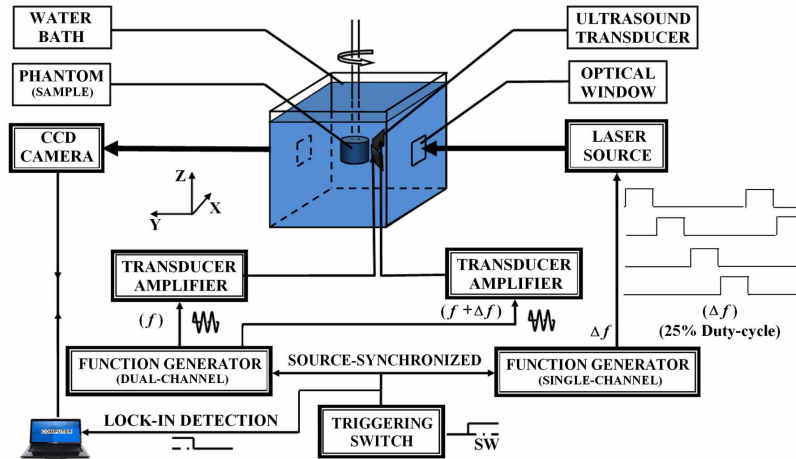 WATER
BATH
ULTRASOUND
TRANSDUCER
PHANTOM
(SAMPLE)
OPTICAL
WINDOW
CCD
CAMERA
LASER
SOURCE
Z
X
Y
TRANSDUCER
AMPLIFIER
TRANSDUCER
AMPLIFIER
(f)
(f +Δf)
Δf
(Δf)
(25% Duty-cycle)
FUNCTION GENERATOR
(DUAL-CHANNEL)
SOURCE-SYNCHRONIZED
FUNCTION GENERATOR
(SINGLE-CHANNEL)
LOCK-IN DETECTION
TRIGGERING
SWITCH
SW
COMPUTER